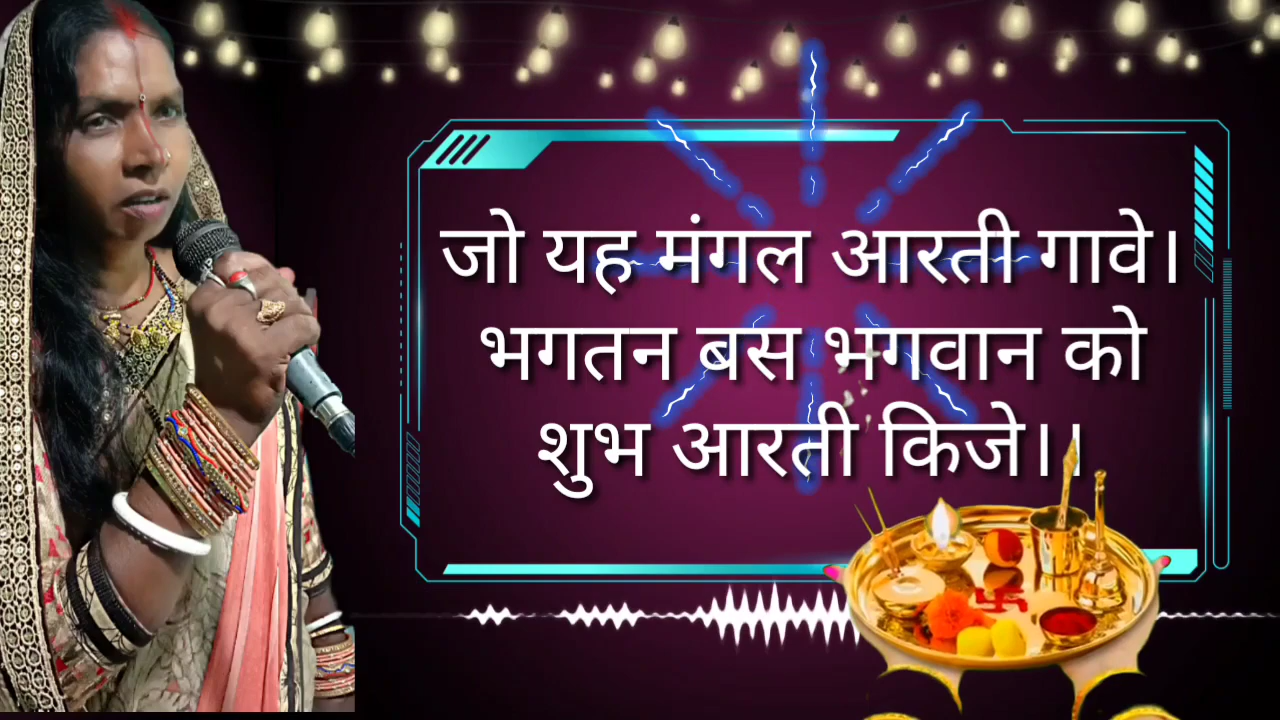 जो यह मंगल आरती गावे।
भगतन बस भगवान को
शुभ आरती किजे।।